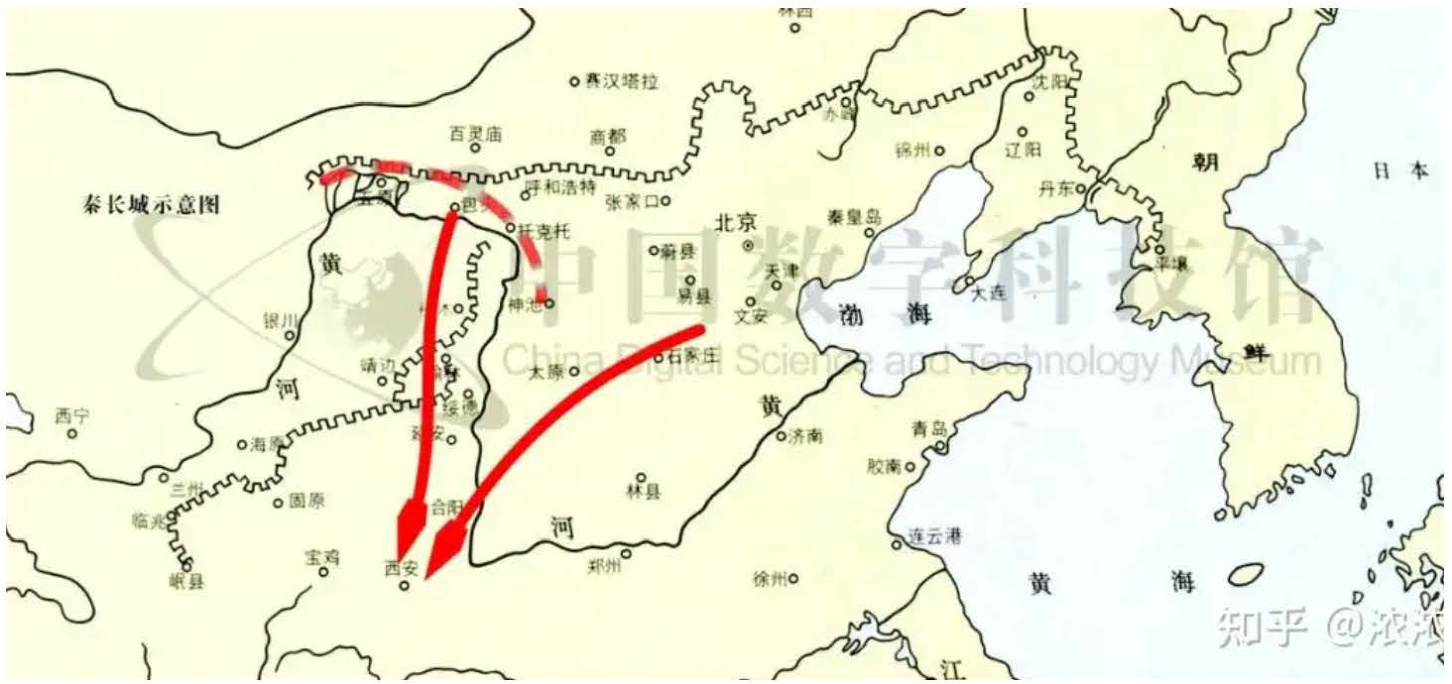 林西
赛汉塔拉
沈阳
赤峰
百灵庙
商都
锦州
辽阳
朝
日本
五原
呼和浩特
丹东
包头
张家口
秦长城示意图
北京
秦皇岛
托克托
黄
蔚县
平壤
中国数字科技馆
天津
易县
大连
神池
文安
渤海
银川
China Digital Science and Technology Museum
鲜
石家庄
靖边
太原
榆林
河
绥德
黄
西宁
延安
济南
青岛
海原
胶南
兰州
林县
固原
合阳
临兆
河
连云港
宝鸡
西安
郑州
岷县
徐州
黄海
知乎 @浓浓
江